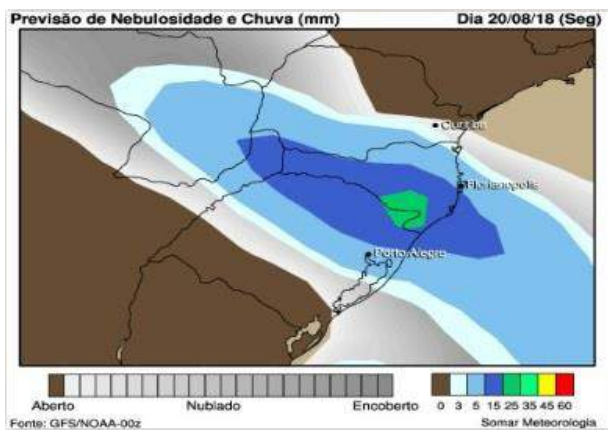 Previsão de Nebulosidade e Chuva (mm) Dia 20/08/18 (Seg)
Curitiba
Florianopolis
Porto Alegre
0 3 5 15 25 35 45 60
Aberto Nublado Encoberto
Fonte: GFS/NOAA-00z Somar Meteorologia